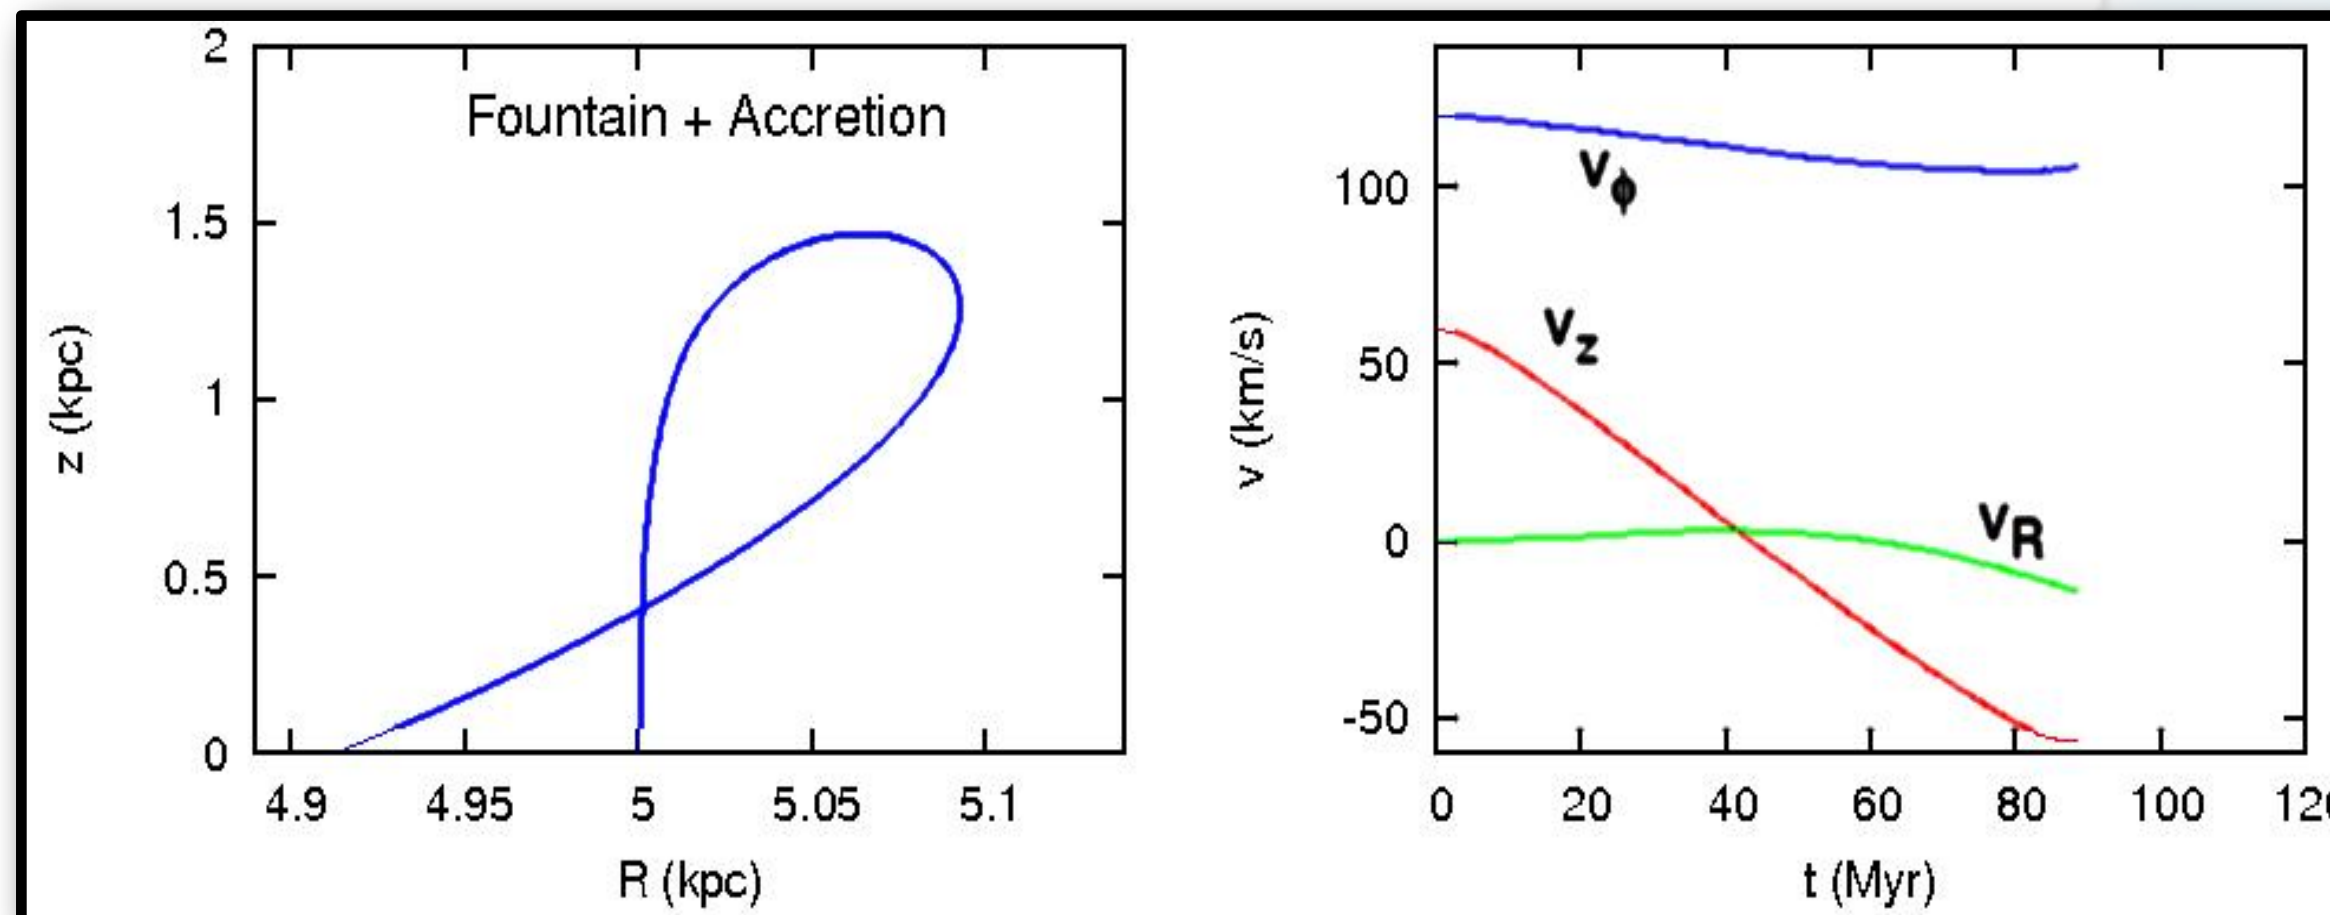 Fountain + Accretion
z (kpc)
2
1.5
1
0.5
0
4.9 4.95 5 5.05 5.1
R (kpc)
v (km/s)
100
50
0
-50
Vϕ
Vz
VR
0 20 40 60 80 100
t (Myr)